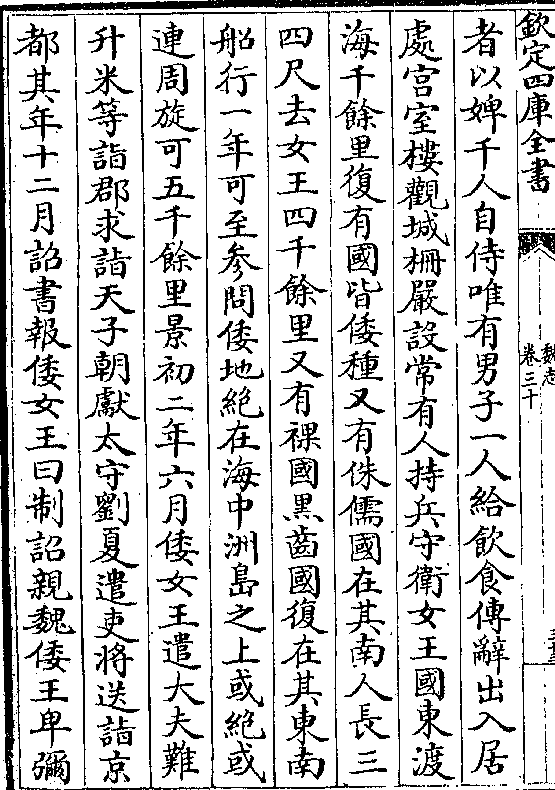 欽定四庫全書
魏志
卷三十
者以婢千人自侍唯有男子一人給飲食傳辭出入居
處宮室樓觀城柵嚴設常有人持兵守衛女王國東渡
海千餘里復有國皆倭種又有侏儒國在其南人長三
四尺去女王四千餘里又有裸國黑齒國復在其東南
船行一年可至參問倭地絶在海中洲㠀之上或絶或
連周旋可五千餘里景初二年六月倭女王遣大夫難
升米等詣郡求詣天子朝獻太守劉夏遣吏將送詣京
都其年十二月詔書報倭女王曰制詔親魏倭王卑彌